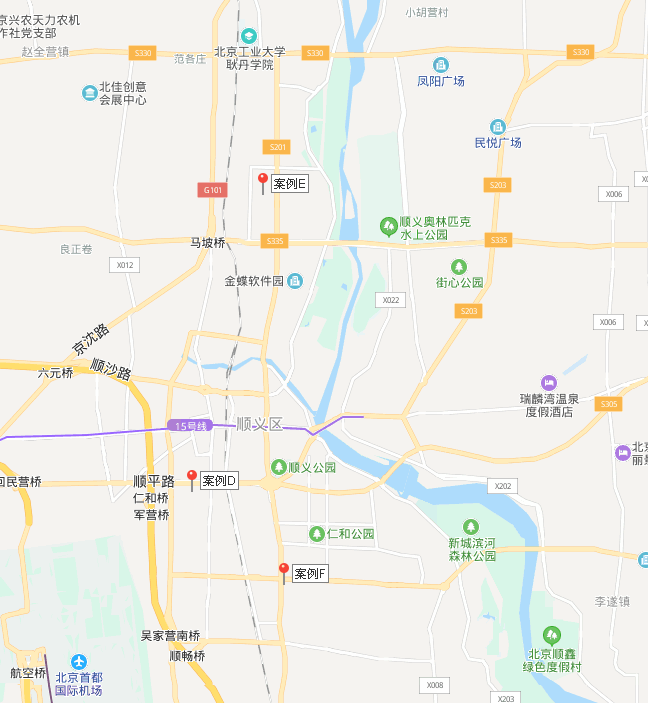 小胡营村
京兴农天力农机
作社党支部
赵全营镇
S330
范各庄
北京工业大学
耿丹学院
S330
S330
凤阳广场
北佳创意
会展中心
民悦广场
S201
案例E
G101
S203
X006
顺义奥林匹克
水上公园
马坡桥
S335
S335
良正卷
X012
金蝶软件园
街心公园
X022
S203
X006
京沈路
顺沙路
六元桥
瑞麟湾温泉
度假酒店
S305
15号线
顺义区
北京
丽景
顺义公园
回民营桥
顺平路
案例D
X202
仁和桥
军营桥
仁和公园
新城滨河
森林公园
案例F
李遂镇
吴家营南桥
顺畅桥
北京顺鑫
绿色度假村
航空桥
北京首都
国际机场
X008
X203